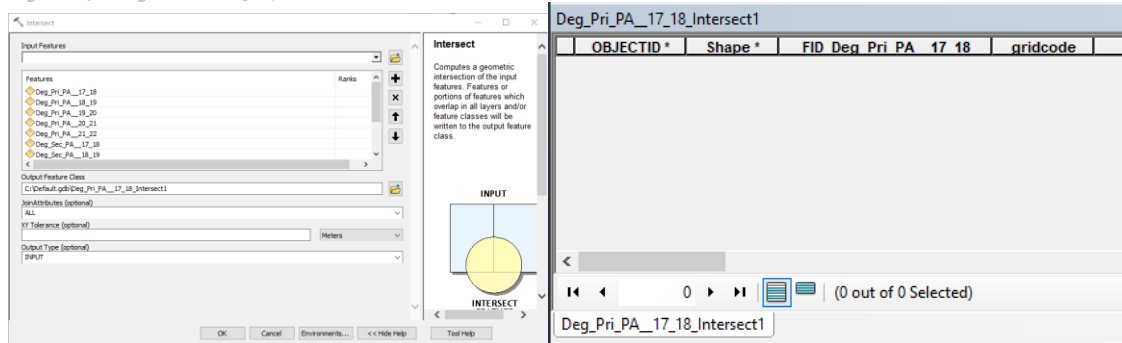 Intersect
Input Features
Features Ranks
Deg_Pri_PA__17_18
Deg_Pri_PA__18_19
Deg_Pri_PA__19_20
Deg_Pri_PA__20_21
Deg_Pri_PA__21_22
Deg_Sec_PA__17_18
Deg_Sec_PA__18_19
Output Feature Class
C:\Default.gdb\Deg_Pri_PA__17_18_Intersect1
JoinAttributes (optional)
ALL
XY Tolerance (optional)
Meters
Output Type (optional)
INPUT
OK Cancel Environments... << Hide Help Tool Help
Intersect
Computes a geometric
intersection of the input
features. Features or
portions of features which
overlap in all layers and/or
feature classes will be
written to the output feature
class.
INPUT
INTERSECT
Deg_Pri_PA__17_18_Intersect1
OBJECTID * Shape * FID_Deg_Pri_PA__17_18 gridcode
0 (0 out of 0 Selected)
Deg_Pri_PA__17_18_Intersect1